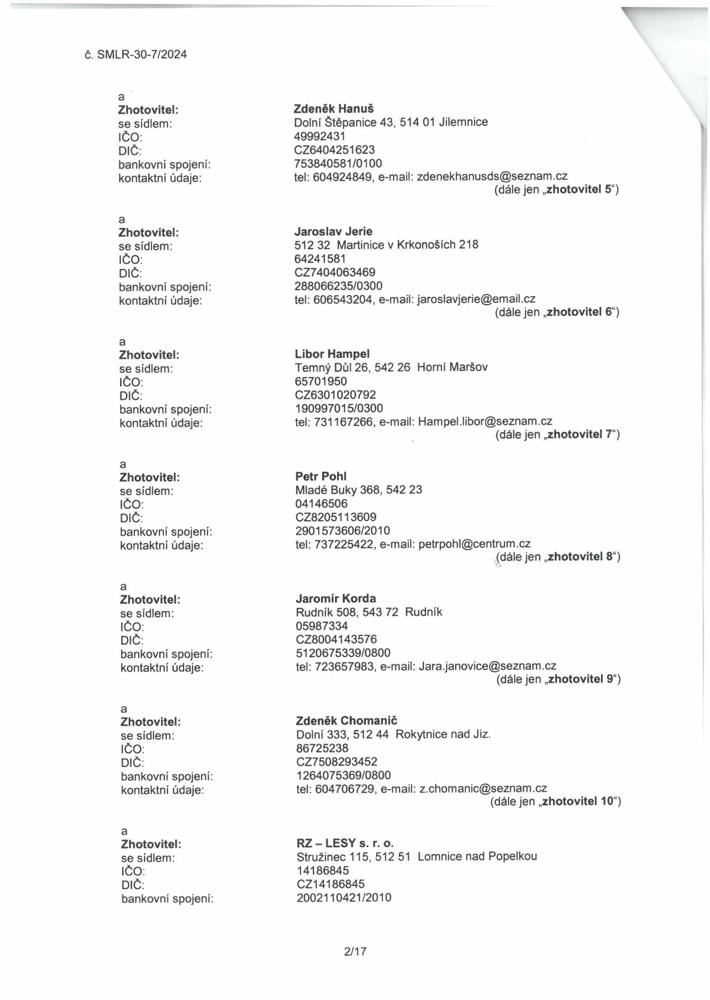 č. SMLR-30-7/2024
a
Zhotovitel: Zdeněk Hanuš
se sídlem: Dolní Štěpanice 43, 514 01 Jilemnice
IČO: 49992431
DIČ: CZ6404251623
bankovní spojení: 753840581/0100
kontaktní údaje: tel: 604924849, e-mail: zdenekhanusds@seznam.cz
(dále jen „zhotovitel 5“)
a
Zhotovitel: Jaroslav Jerie
se sídlem: 512 32 Martinice v Krkonoších 218
IČO: 64241581
DIČ: CZ7404063469
bankovní spojení: 288066235/0300
kontaktní údaje: tel: 606543204, e-mail: jaroslavjerie@email.cz
(dále jen „zhotovitel 6“)
a
Zhotovitel: Libor Hampel
se sídlem: Temný Důl 26, 542 26 Horní Maršov
IČO: 65701950
DIČ: CZ6301020792
bankovní spojení: 190997015/0300
kontaktní údaje: tel: 731167266, e-mail: Hampel.libor@seznam.cz
(dále jen „zhotovitel 7“)
a
Zhotovitel: Petr Pohl
se sídlem: Mladé Buky 368, 542 23
IČO: 04146506
DIČ: CZ8205113609
bankovní spojení: 2901573606/2010
kontaktní údaje: tel: 737225422, e-mail: petrpohl@centrum.cz
(dále jen „zhotovitel 8“)
a
Zhotovitel: Jaromír Korda
se sídlem: Rudník 508, 543 72 Rudník
IČO: 05987334
DIČ: CZ8004143576
bankovní spojení: 5120675339/0800
kontaktní údaje: tel: 723657983, e-mail: Jara.janovice@seznam.cz
(dále jen „zhotovitel 9“)
a
Zhotovitel: Zdeněk Chomanič
se sídlem: Dolní 333, 512 44 Rokytnice nad Jiz.
IČO: 86725238
DIČ: CZ7508293452
bankovní spojení: 1264075369/0800
kontaktní údaje: tel: 604706729, e-mail: z.chomanic@seznam.cz
(dále jen „zhotovitel 10“)
a
Zhotovitel: RZ – LESY s. r. o.
se sídlem: Stružinec 115, 512 51 Lomnice nad Popelkou
IČO: 14186845
DIČ: CZ14186845
bankovní spojení: 2002110421/2010
2/17